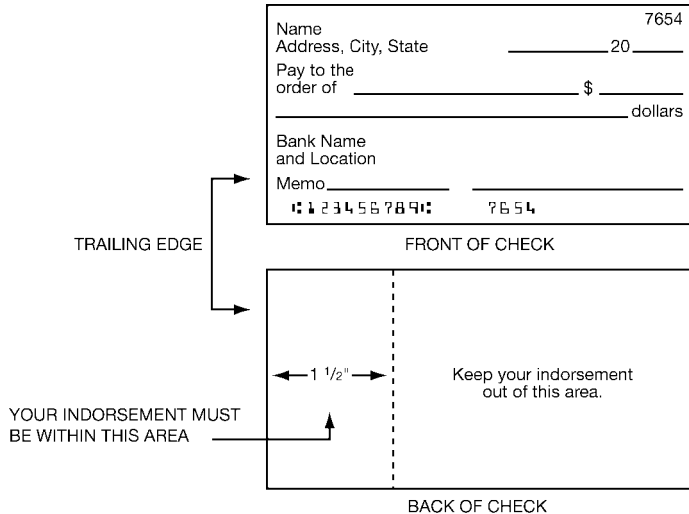 7654
Name
Address, City, State 20
Pay to the
order of $
dollars
Bank Name
and Location
Memo
⑆123456789⑆ 7654
TRAILING EDGE
FRONT OF CHECK
1 1/2"
Keep your indorsement
out of this area.
YOUR INDORSEMENT MUST
BE WITHIN THIS AREA
BACK OF CHECK